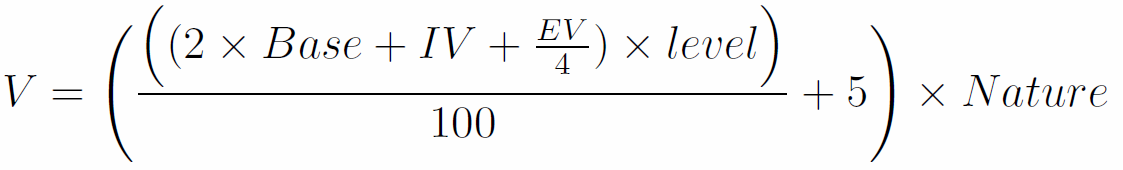 V = ( ((2 × Base + IV + EV/4) × level) / 100 + 5 ) × Nature